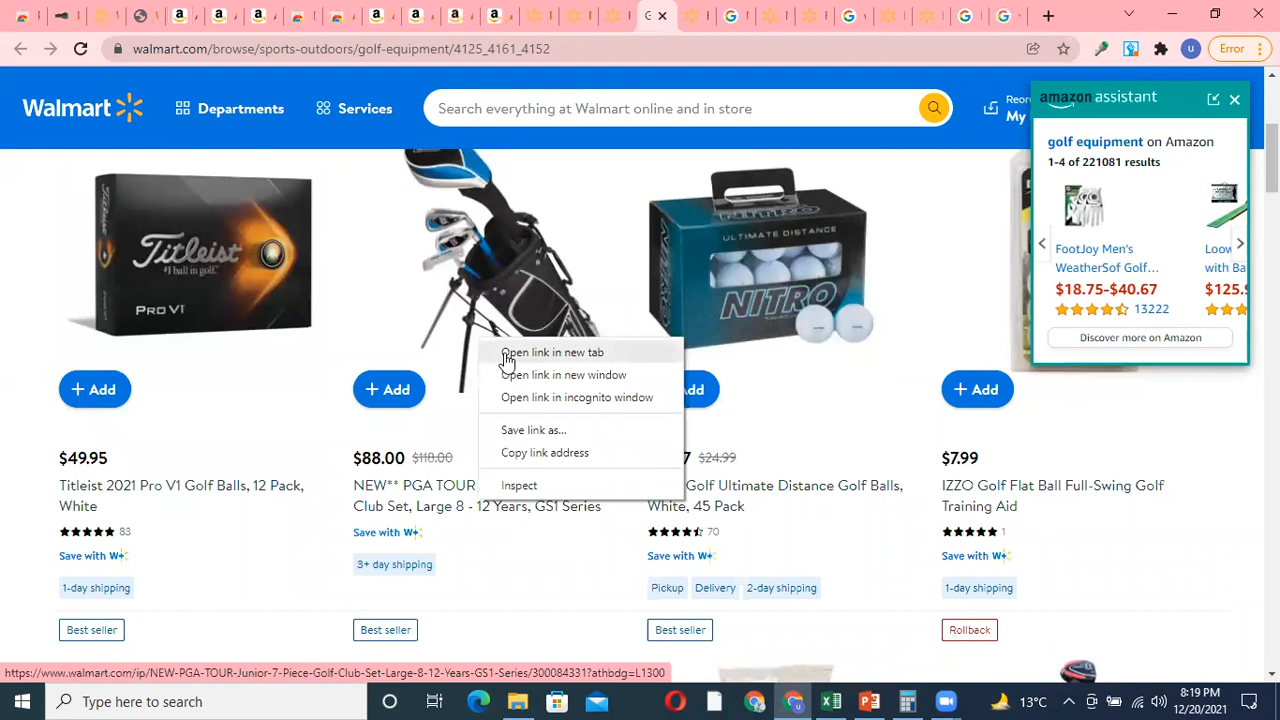 G
Error
walmart.com/browse/sports-outdoors/golf-equipment/4125_4161_4152
u
Walmart
Departments
Services
Search everything at Walmart online and in store
Reor
My
amazon assistant
golf equipment on Amazon
1-4 of 221081 results
FootJoy Men's
WeatherSof Golf...
$18.75-$40.67
13222
Loow
with Ba
$125.9
Discover more on Amazon
Titleist
#1 ball in golf.
PRO V1
NITRO
ULTIMATE DISTANCE
NITRO
Open link in new tab
Open link in new window
Open link in incognito window
Save link as...
Copy link address
Inspect
+ Add
+ Add
dd
+ Add
$49.95
Titleist 2021 Pro V1 Golf Balls, 12 Pack,
White
83
Save with W+
1-day shipping
Best seller
$88.00 $118.00
NEW** PGA TOUR
Club Set, Large 8 - 12 Years, GS1 Series
Save with W+
3+ day shipping
Best seller
7 $24.99
Golf Ultimate Distance Golf Balls,
White, 45 Pack
70
Save with W+
Pickup Delivery 2-day shipping
Best seller
$7.99
IZZO Golf Flat Ball Full-Swing Golf
Training Aid
1
Save with W+
1-day shipping
Rollback
https://www.walmart.com/ip/NEW-PGA-TOUR-Junior-7-Piece-Golf-Club-Set-Large-8-12-Years-GS1-Series/300084331?athbdg=L1300
Type here to search
13°C
8:19 PM
12/20/2021